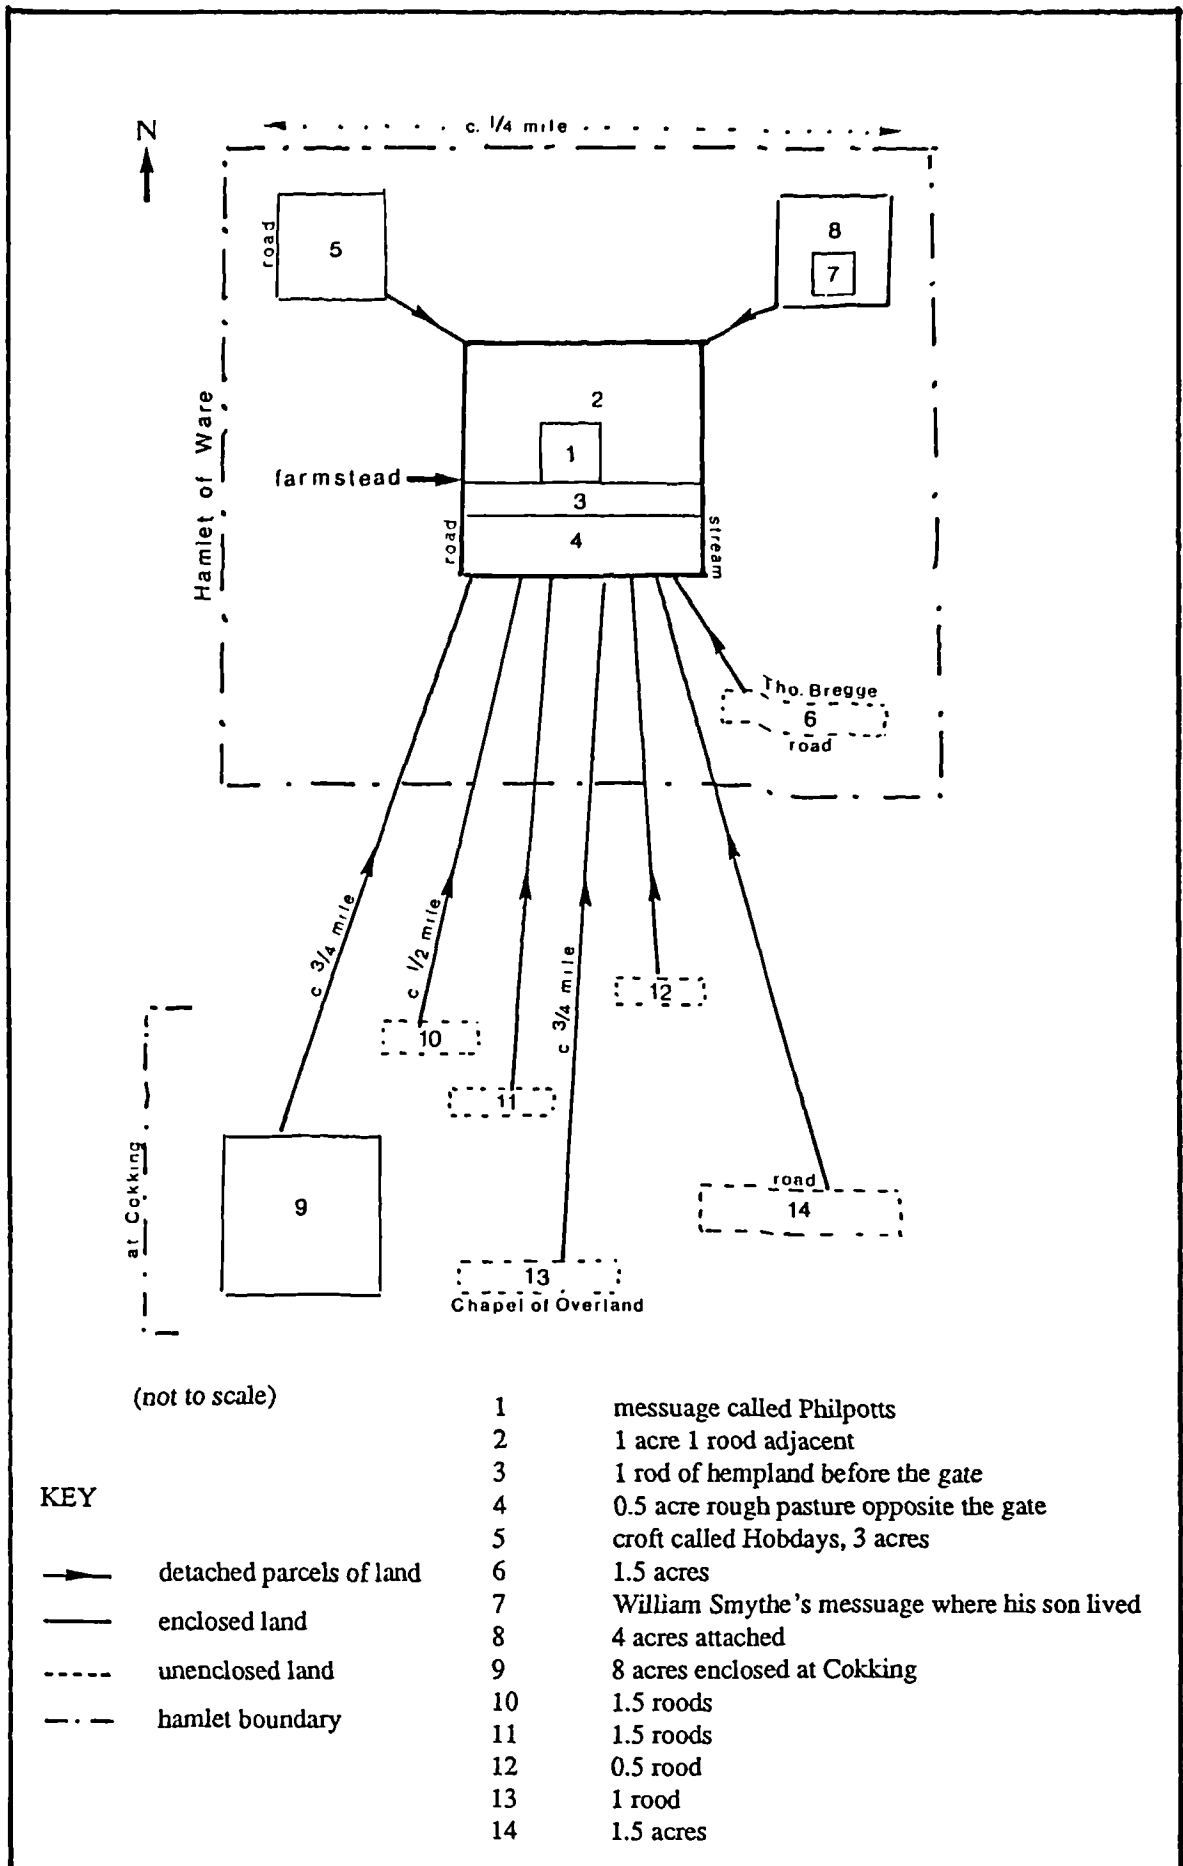 N
c. 1/4 mile
road
5
8
7
Hamlet of Ware
2
1
farmstead
3
road
4
stream
Tho. Bregge
6
road
c 3/4 mile
c 1/2 mile
c 3/4 mile
12
10
11
at Cokking
9
road
14
13
Chapel of Overland
(not to scale)
KEY
detached parcels of land
enclosed land
unenclosed land
hamlet boundary
1 messuage called Philpotts
2 1 acre 1 rood adjacent
3 1 rod of hempland before the gate
4 0.5 acre rough pasture opposite the gate
5 croft called Hobdays, 3 acres
6 1.5 acres
7 William Smythe's messuage where his son lived
8 4 acres attached
9 8 acres enclosed at Cokking
10 1.5 roods
11 1.5 roods
12 0.5 rood
13 1 rood
14 1.5 acres